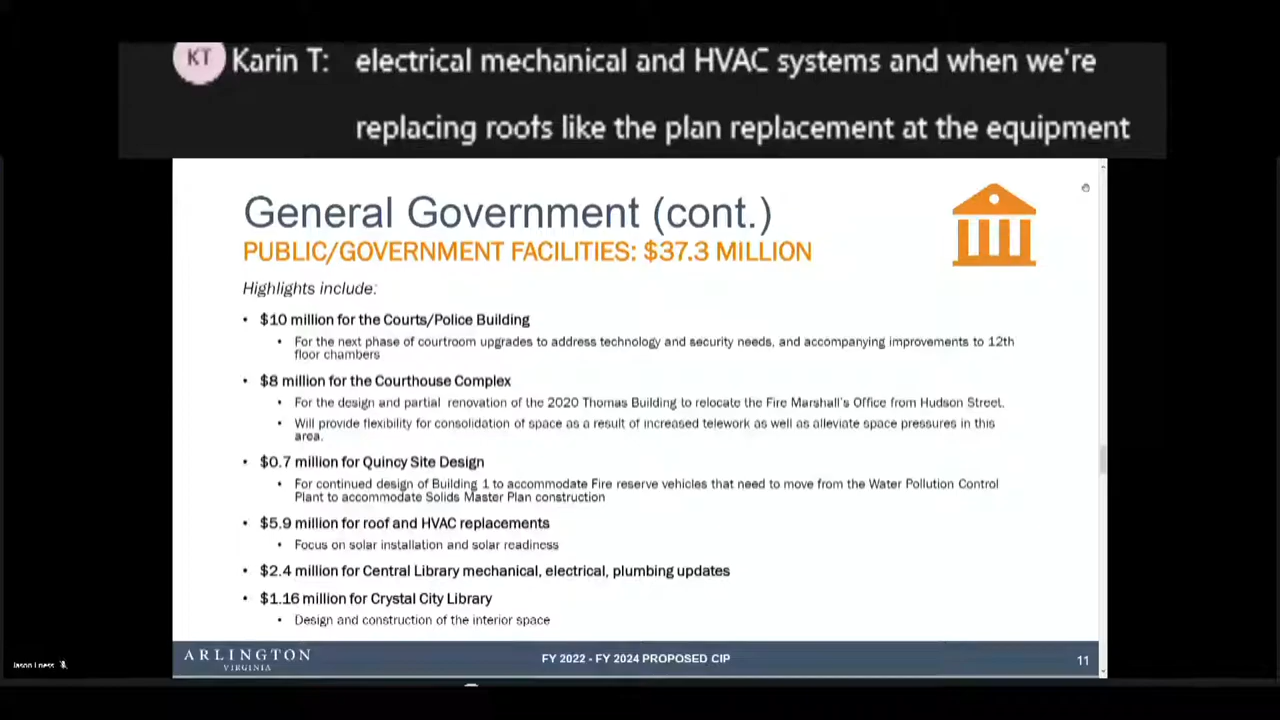 KT Karin T: electrical mechanical and HVAC systems and when we're
replacing roofs like the plan replacement at the equipment
General Government (cont.)
PUBLIC/GOVERNMENT FACILITIES: $37.3 MILLION
Highlights include:
• $10 million for the Courts/Police Building
• For the next phase of courtroom upgrades to address technology and security needs, and accompanying improvements to 12th
floor chambers
• $8 million for the Courthouse Complex
• For the design and partial renovation of the 2020 Thomas Building to relocate the Fire Marshall's Office from Hudson Street.
• Will provide flexibility for consolidation of space as a result of increased telework as well as alleviate space pressures in this
area.
• $0.7 million for Quincy Site Design
• For continued design of Building 1 to accommodate Fire reserve vehicles that need to move from the Water Pollution Control
Plant to accommodate Solids Master Plan construction
• $5.9 million for roof and HVAC replacements
• Focus on solar installation and solar readiness
• $2.4 million for Central Library mechanical, electrical, plumbing updates
• $1.16 million for Crystal City Library
• Design and construction of the interior space
ARLINGTON
VIRGINIA
FY 2022 - FY 2024 PROPOSED CIP
11
Jason